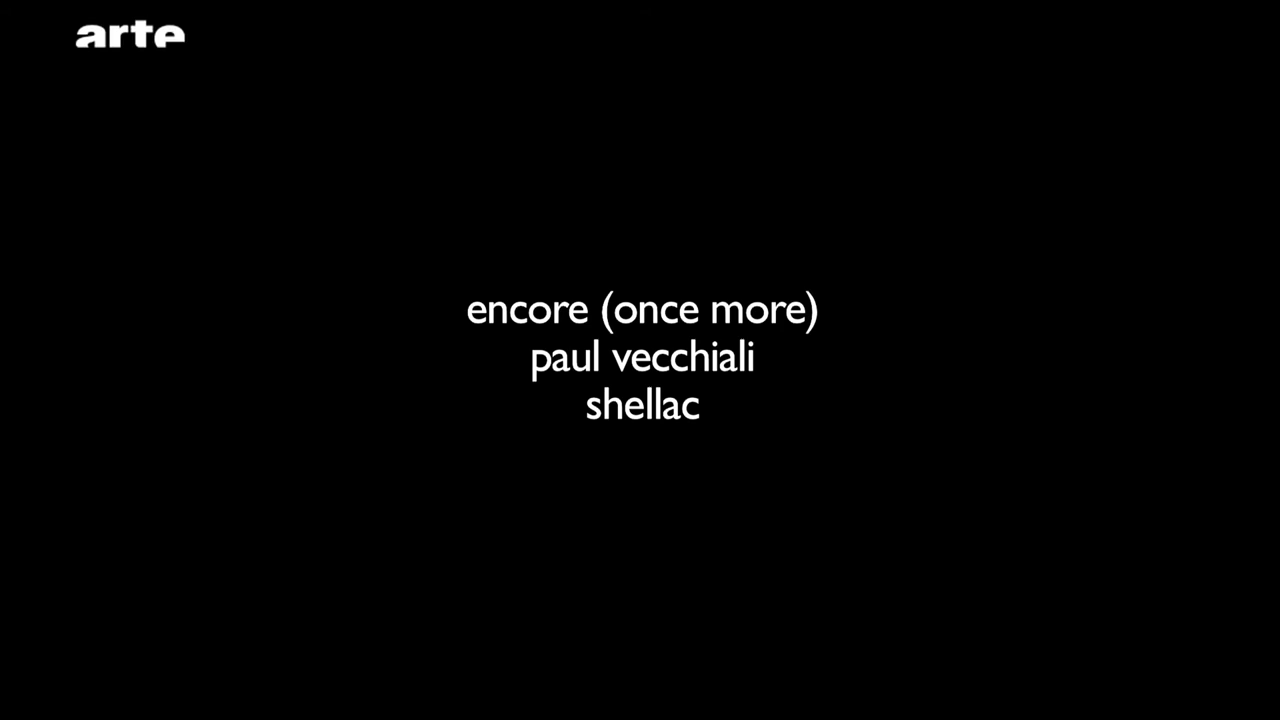 arte
encore (once more)
paul vecchiali
shellac